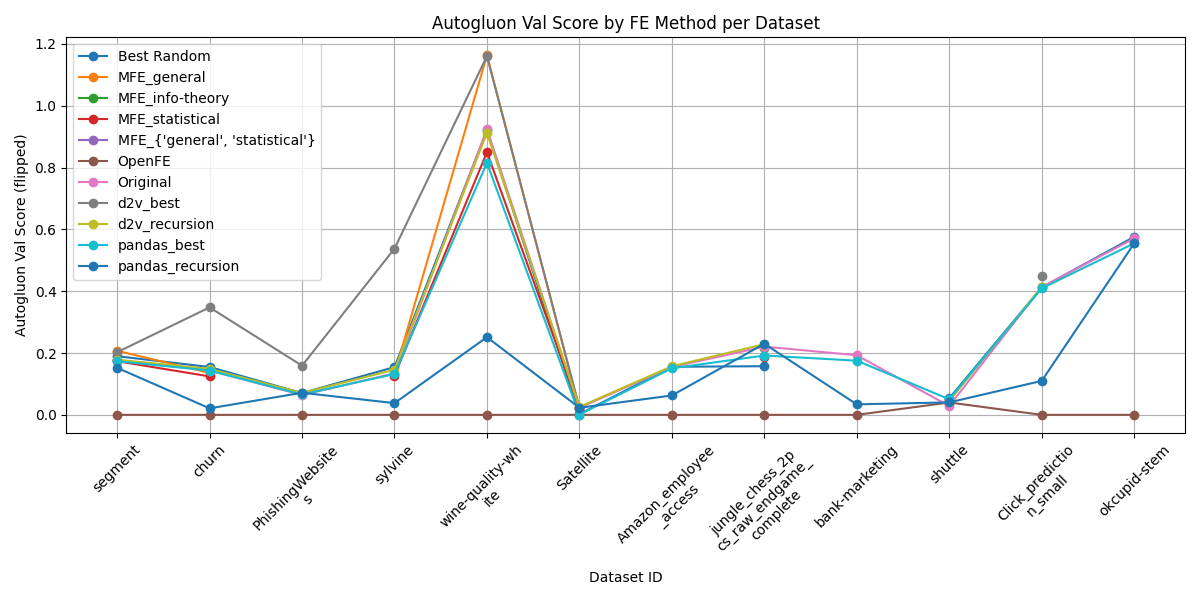 Autogluon Val Score by FE Method per Dataset
Autogluon Val Score (flipped)
1.2
1.0
0.8
0.6
0.4
0.2
0.0
Best Random
MFE_general
MFE_info-theory
MFE_statistical
MFE_{'general', 'statistical'}
OpenFE
Original
d2v_best
d2v_recursion
pandas_best
pandas_recursion
segment
churn
PhishingWebsite
s
sylvine
wine-quality-wh
ite
Satellite
Amazon_employee
_access
jungle_chess_2p
cs_raw_endgame_
complete
bank-marketing
shuttle
Click_predictio
n_small
okcupid-stem
Dataset ID